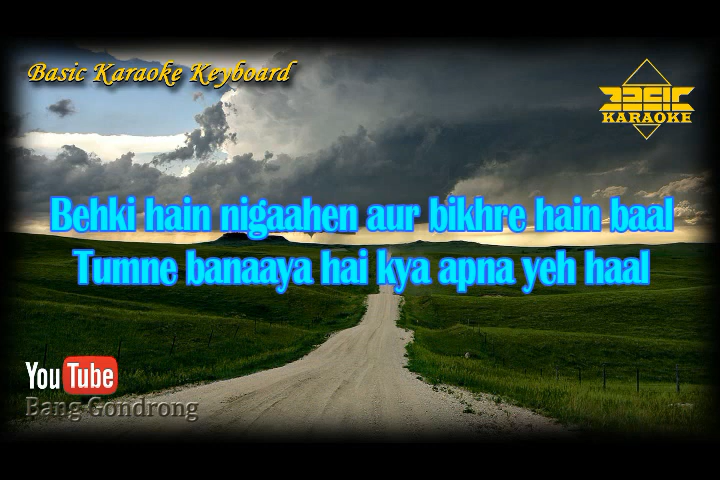 Basic Karaoke Keyboard
BASIC
KARAOKE
Behki hain nigaahen aur bikhre hain baal
Tumne banaaya hai kya apna yeh haal
YouTube
Bang Gondrong